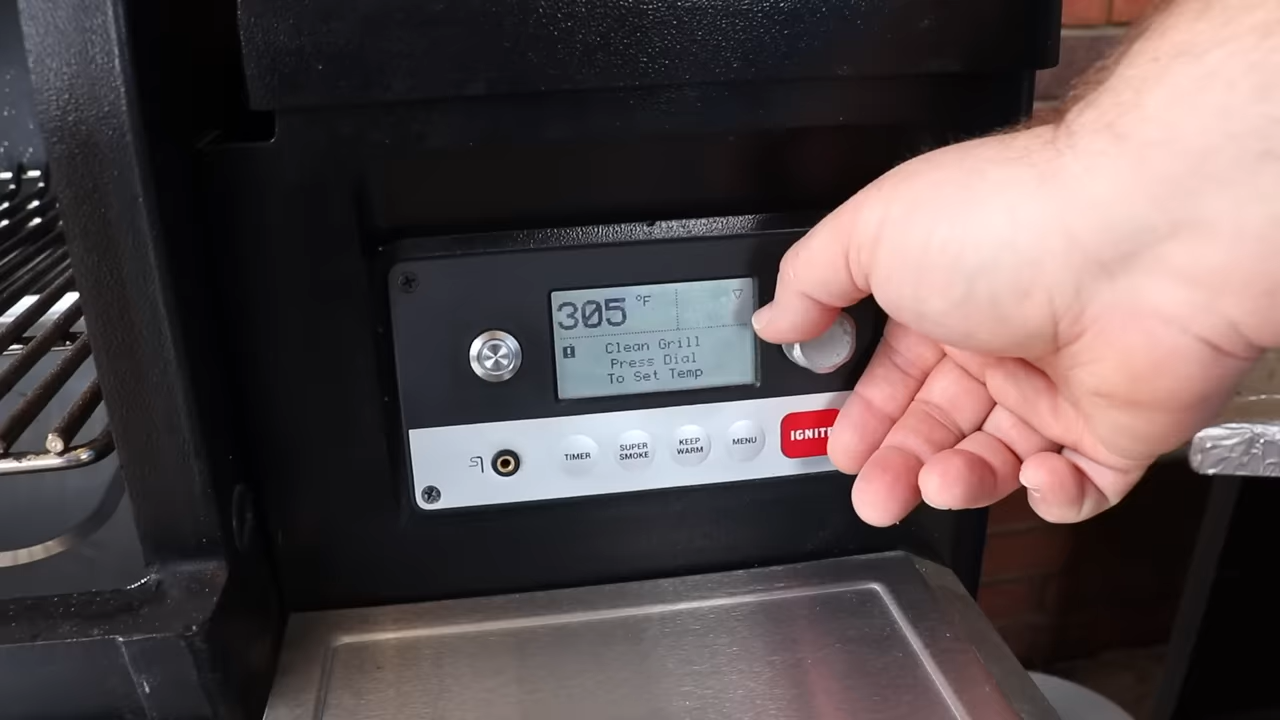 305 °F
Clean Grill
Press Dial
To Set Temp
TIMER
SUPER
SMOKE
KEEP
WARM
MENU
IGNITE